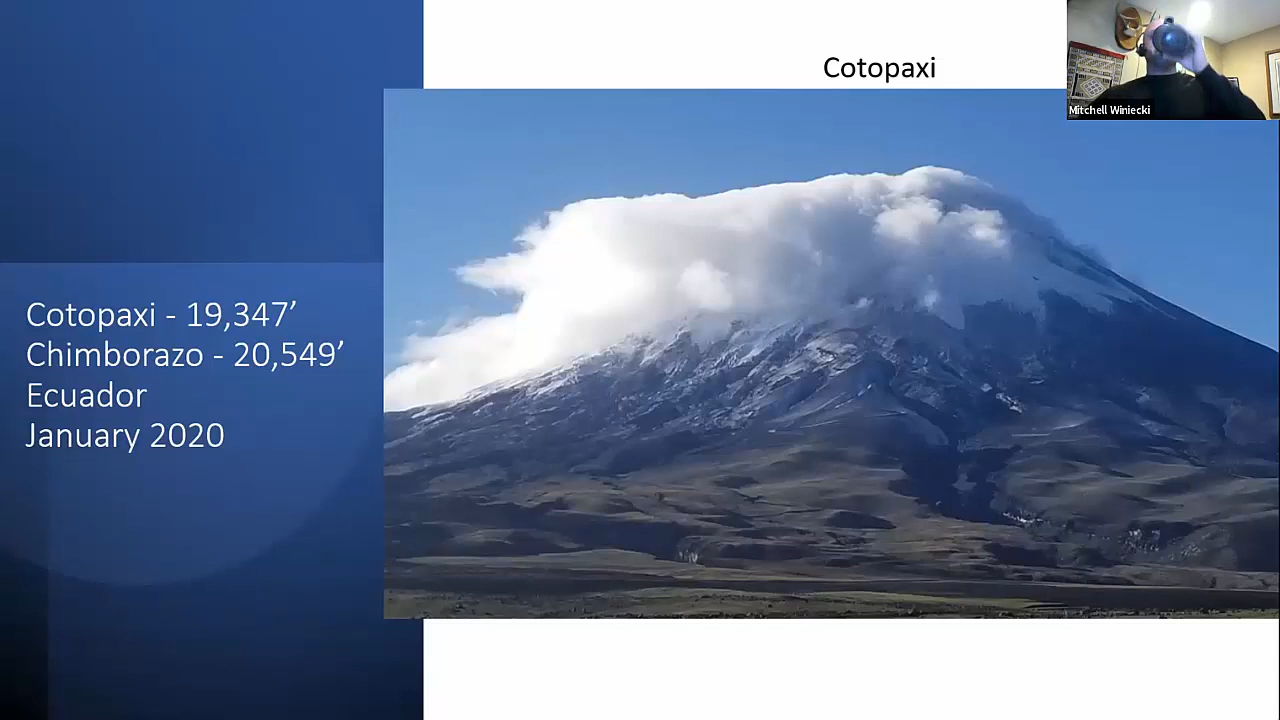 Cotopaxi
Mitchell Winiecki
Cotopaxi - 19,347’
Chimborazo - 20,549’
Ecuador
January 2020